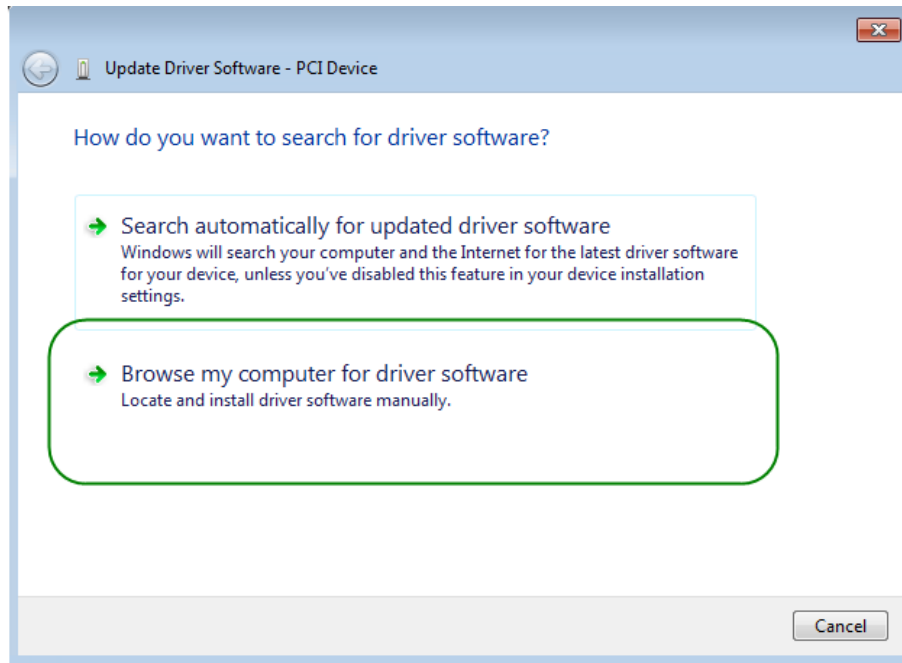 Update Driver Software - PCI Device
How do you want to search for driver software?
Search automatically for updated driver software
Windows will search your computer and the Internet for the latest driver software
for your device, unless you've disabled this feature in your device installation
settings.
Browse my computer for driver software
Locate and install driver software manually.
Cancel